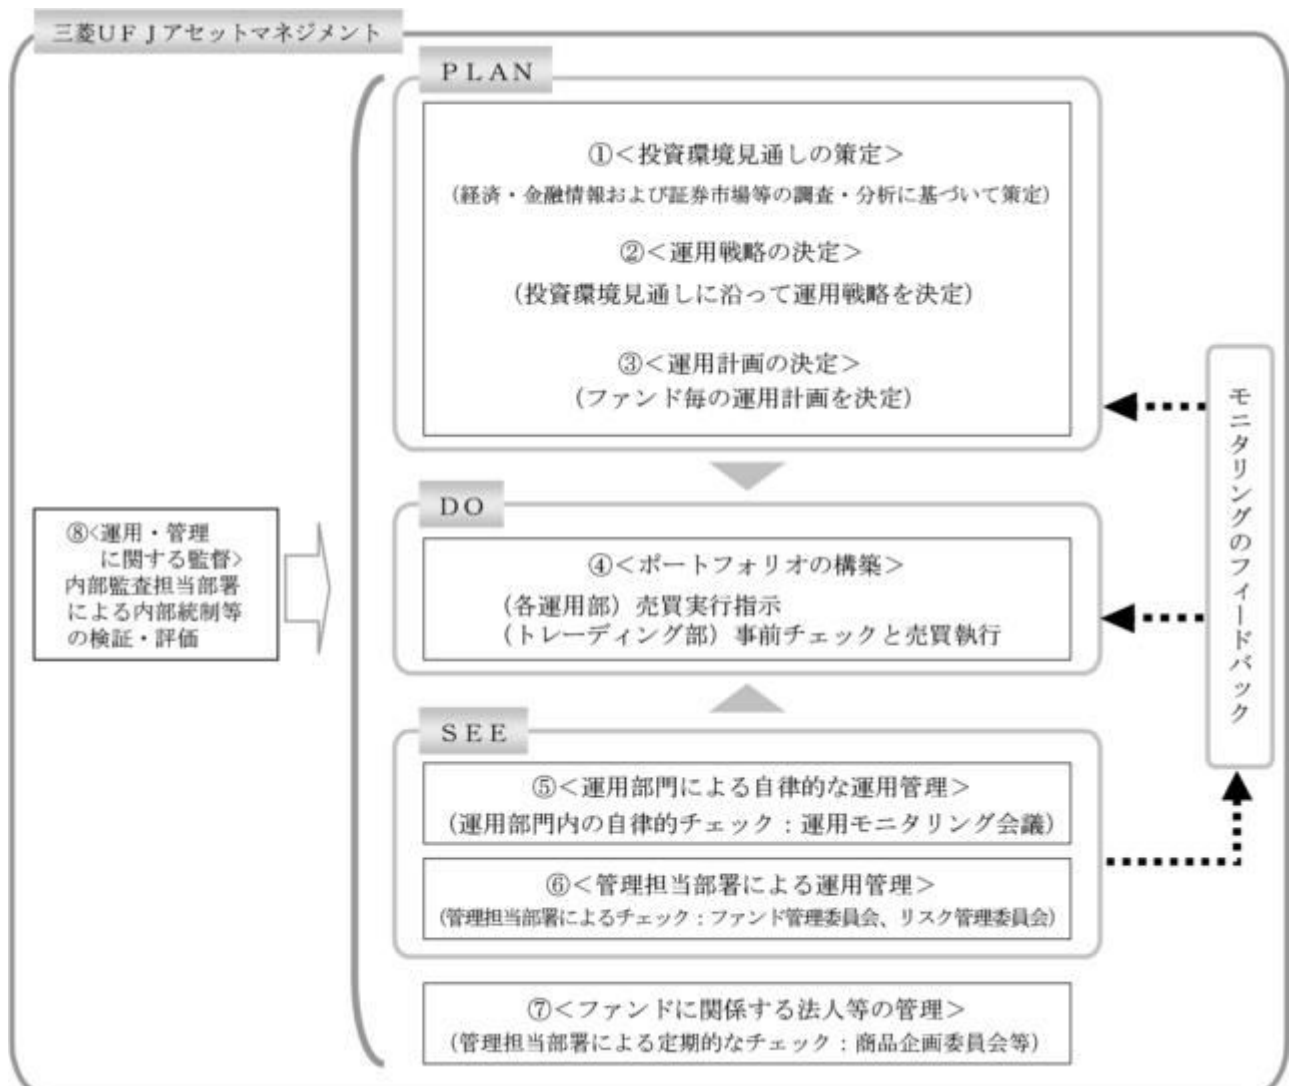 三菱ＵＦＪアセットマネジメント
ＰＬＡＮ
①＜投資環境見通しの策定＞
（経済・金融情報および証券市場等の調査・分析に基づいて策定）
②＜運用戦略の決定＞
（投資環境見通しに沿って運用戦略を決定）
③＜運用計画の決定＞
（ファンド毎の運用計画を決定）
ＤＯ
④＜ポートフォリオの構築＞
（各運用部）売買実行指示
（トレーディング部）事前チェックと売買執行
ＳＥＥ
⑤＜運用部門による自律的な運用管理＞
（運用部門内の自律的チェック：運用モニタリング会議）
⑥＜管理担当部署による運用管理＞
（管理担当部署によるチェック：ファンド管理委員会、リスク管理委員会）
⑦＜ファンドに関係する法人等の管理＞
（管理担当部署による定期的なチェック：商品企画委員会等）
⑧<運用・管理
に関する監督>
内部監査担当部署
による内部統制等
の検証・評価
モニタリングのフィードバック